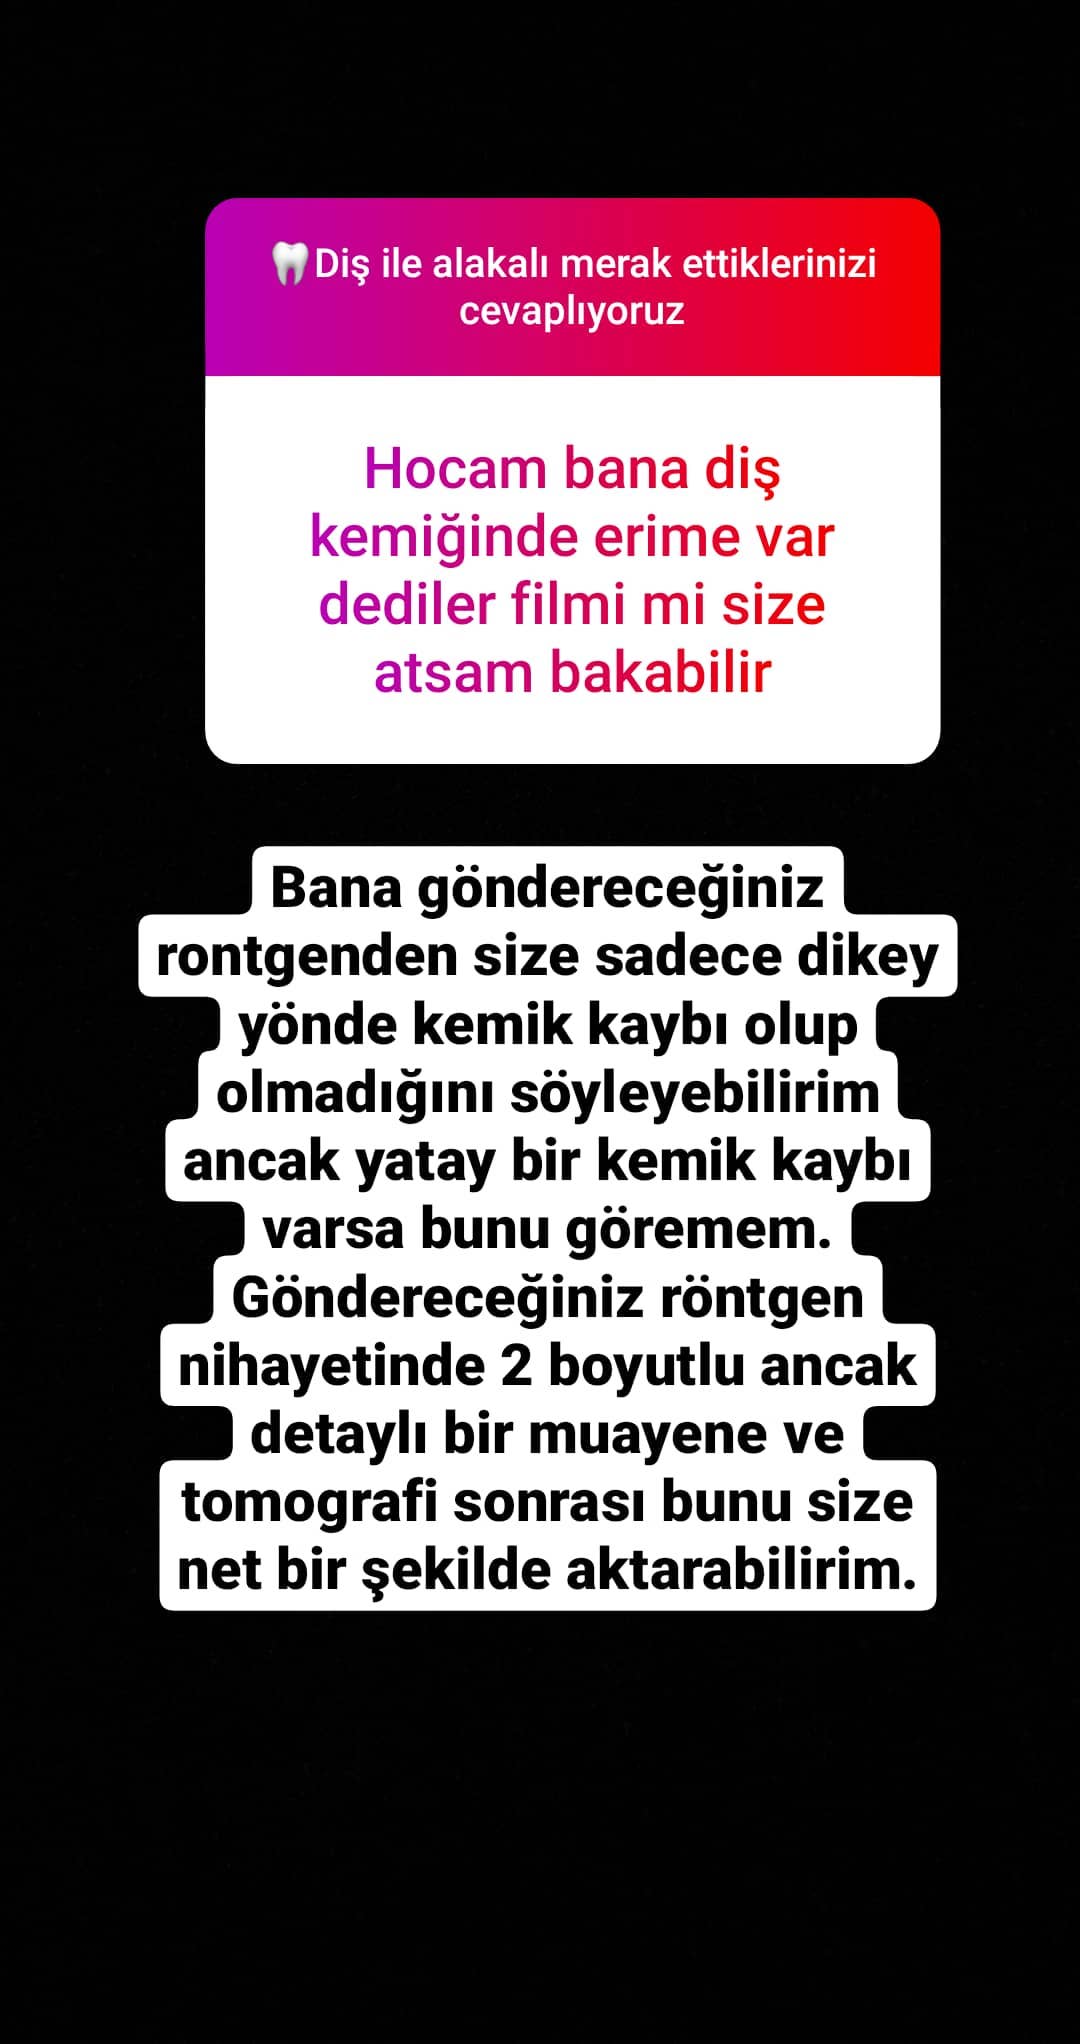 🦷Diş ile alakalı merak ettiklerinizi
cevaplıyoruz
Hocam bana diş
kemiğinde erime var
dediler filmi mi size
atsam bakabilir
Bana göndereceğiniz
rontgenden size sadece dikey
yönde kemik kaybı olup
olmadığını söyleyebilirim
ancak yatay bir kemik kaybı
varsa bunu göremem.
Göndereceğiniz röntgen
nihayetinde 2 boyutlu ancak
detaylı bir muayene ve
tomografi sonrası bunu size
net bir şekilde aktarabilirim.